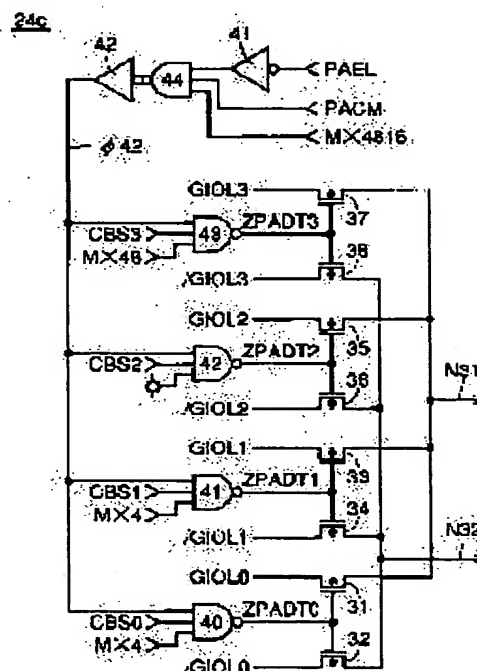 24c
42
41
44
PAEL
PACM
MX4816
φ42
GIOL3
37
CBS3
49
ZPADT3
MX48
38
/GIOL3
GIOL2
35
CBS2
42
ZPADT2
36
/GIOL2
N31
GIOL1
33
CBS1
41
ZPADT1
MX4
34
/GIOL1
N32
GIOL0
31
CBS0
40
ZPADT0
MX4
32
/GIOL0